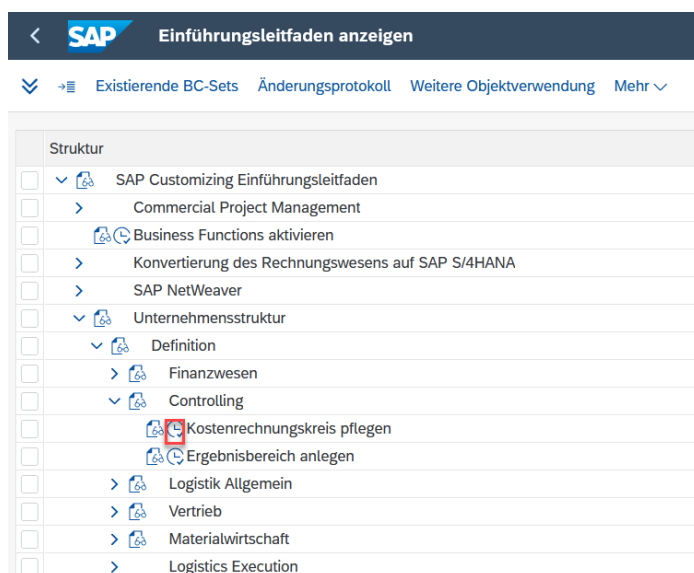 SAP Einführungsleitfaden anzeigen
Existierende BC-Sets Änderungsprotokoll Weitere Objektverwendung Mehr
Struktur
SAP Customizing Einführungsleitfaden
Commercial Project Management
Business Functions aktivieren
Konvertierung des Rechnungswesens auf SAP S/4HANA
SAP NetWeaver
Unternehmensstruktur
Definition
Finanzwesen
Controlling
Kostenrechnungskreis pflegen
Ergebnisbereich anlegen
Logistik Allgemein
Vertrieb
Materialwirtschaft
Logistics Execution